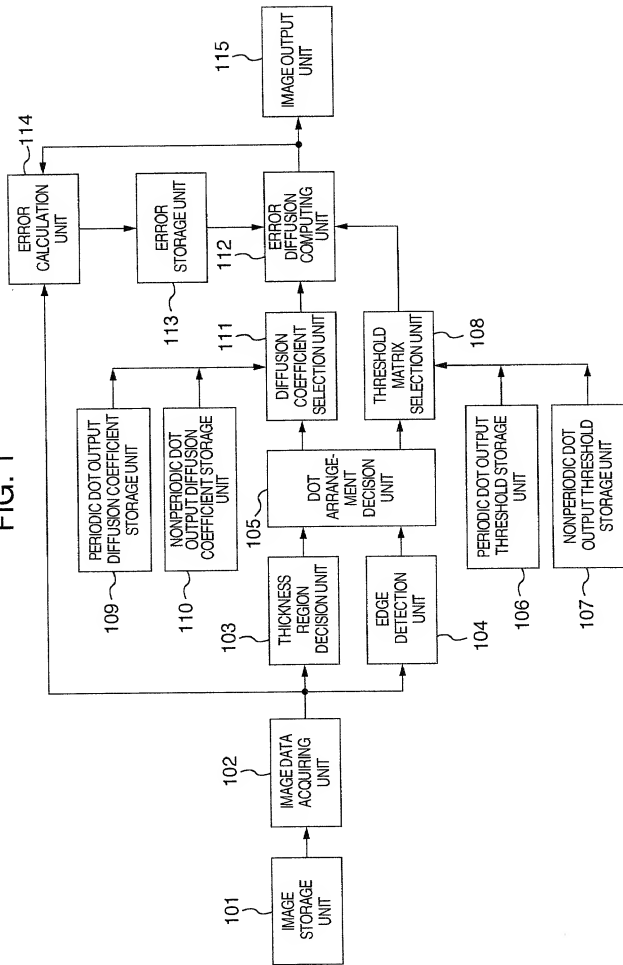 FIG. 1
101
IMAGE STORAGE
UNIT
102
IMAGE DATA
ACQUIRING
UNIT
103
THICKNESS
REGION
DECISION UNIT
EDGE
DETECTION
UNIT
104
105
DOT
ARRANGE-
MENT DECISION
UNIT
PERIODIC DOT OUTPUT
DIFFUSION COEFFICIENT
STORAGE UNIT
109
NONPERIODIC DOT
OUTPUT DIFFUSION
COEFFICIENT STORAGE
UNIT
110
PERIODIC DOT OUTPUT
THRESHOLD STORAGE
UNIT
106
NONPERIODIC DOT
OUTPUT THRESHOLD
STORAGE UNIT
107
111
DIFFUSION
COEFFICIENT
SELECTION UNIT
THRESHOLD
MATRIX
SELECTION UNIT
108
112
ERROR
DIFFUSION
COMPUTING
UNIT
ERROR
STORAGE UNIT
113
114
ERROR
CALCULATION
UNIT
115
IMAGE OUTPUT
UNIT